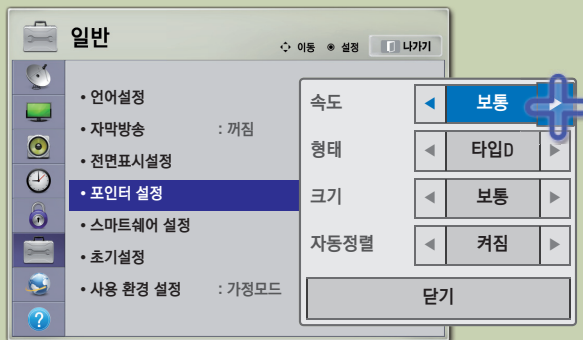 일반
이동 설정 나가기
• 언어설정
• 자막방송 : 꺼짐
• 전면표시설정
• 포인터 설정
• 스마트쉐어 설정
• 초기설정
• 사용 환경 설정 : 가정모드
속도 ◀ 보통 ▶
형태 ◀ 타입D ▶
크기 ◀ 보통 ▶
자동정렬 ◀ 켜짐 ▶
닫기
?